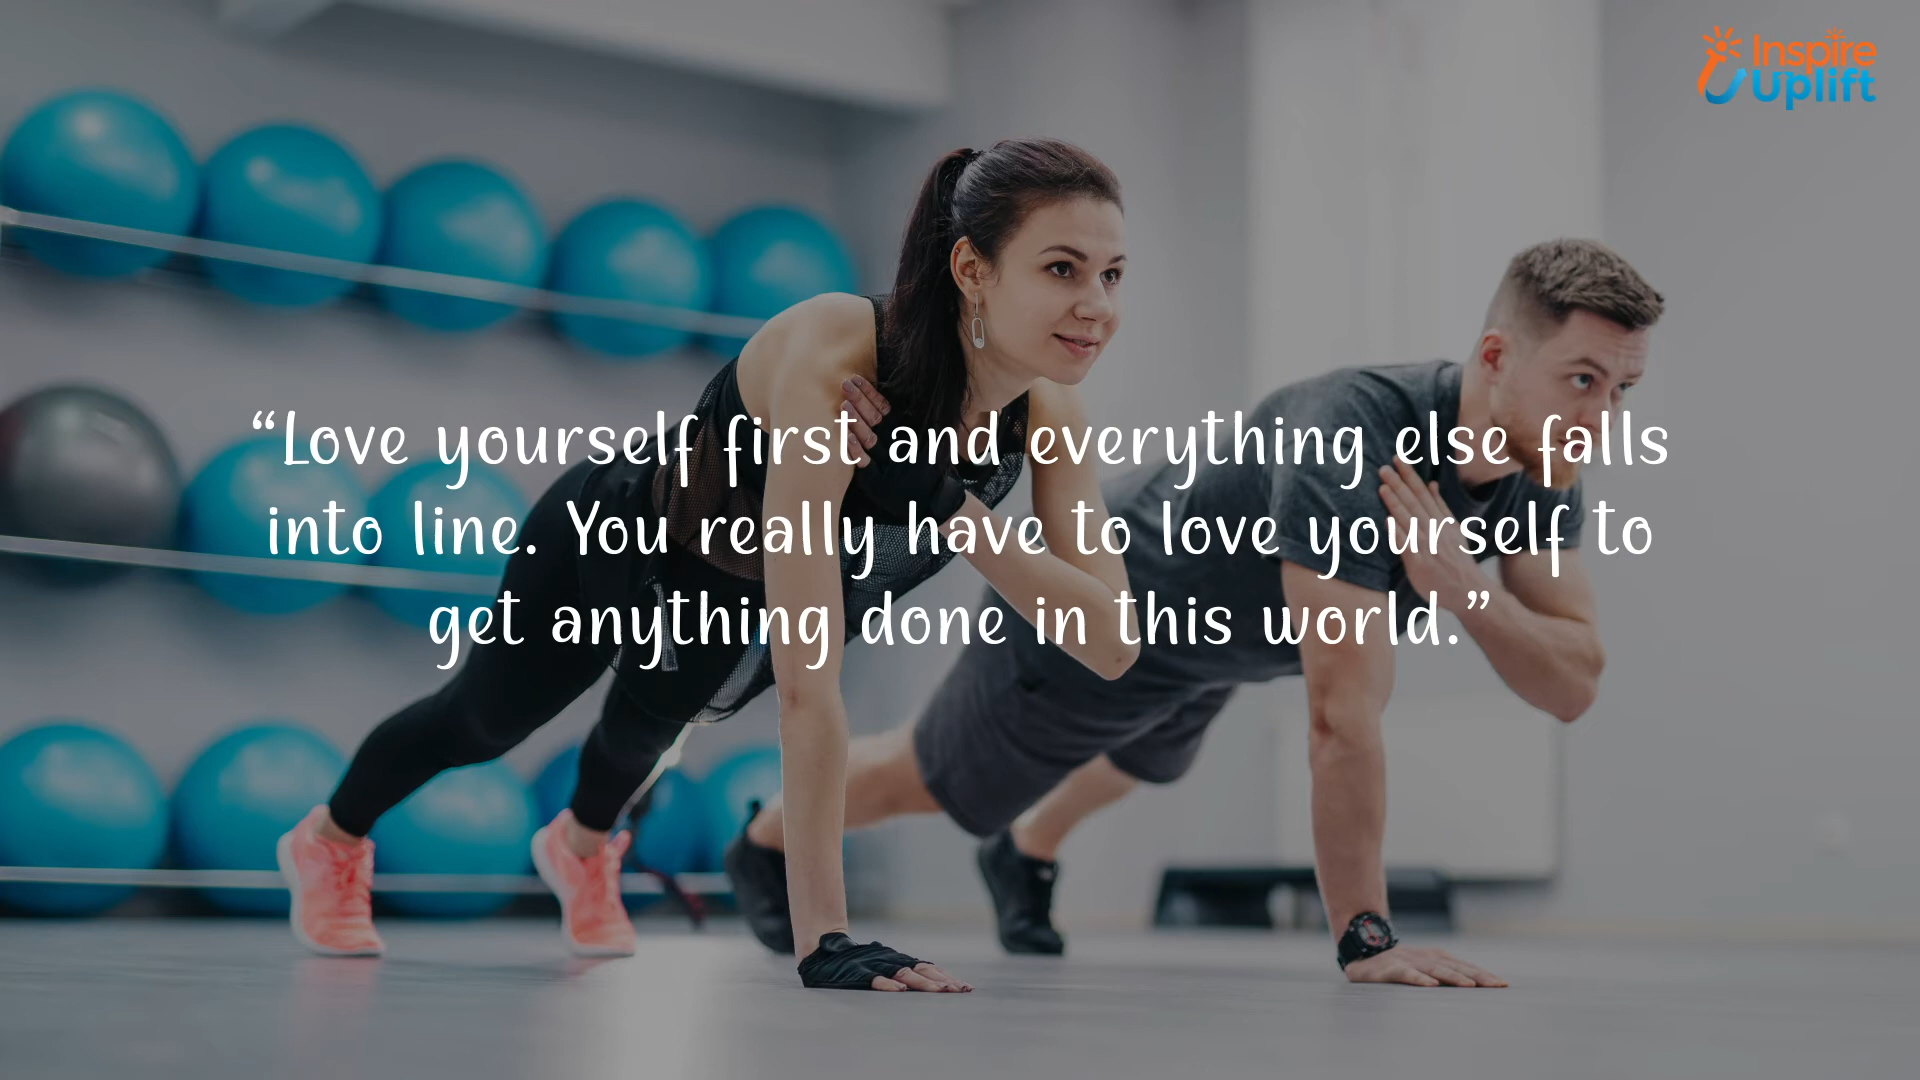 Inspire
Uplift
“Love yourself first and everything else falls
into line. You really have to love yourself to
get anything done in this world.”